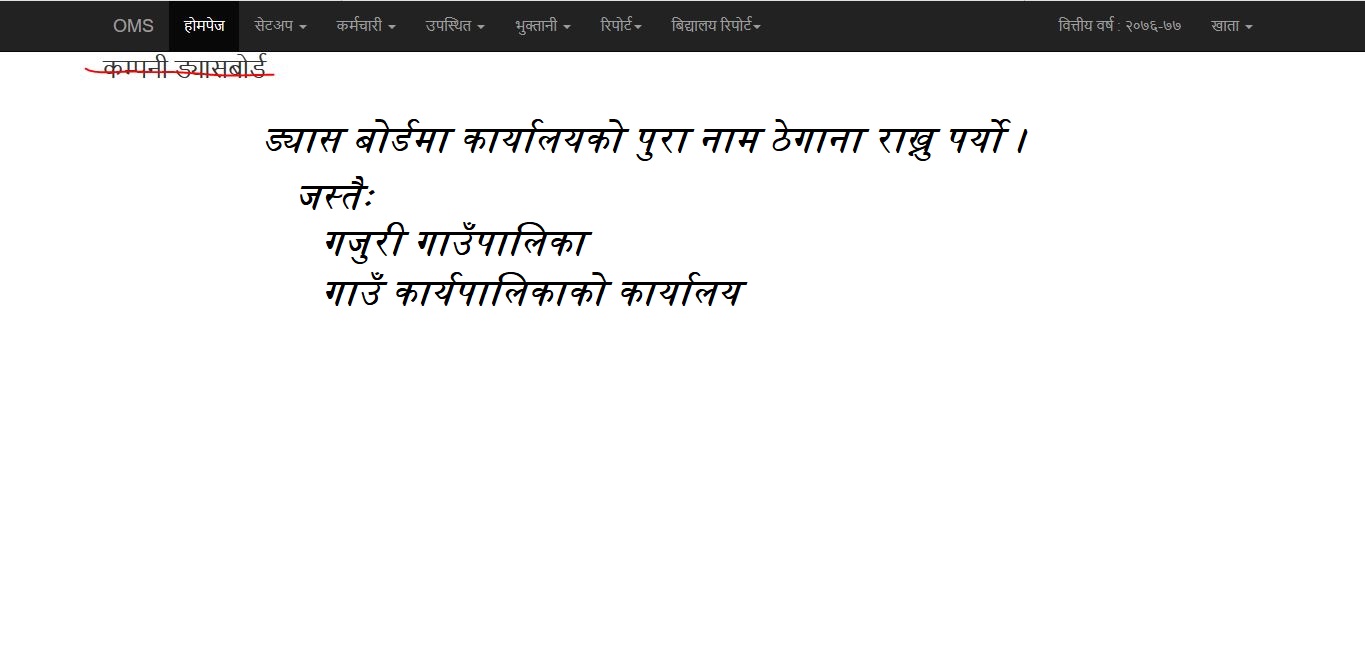 OMS होमपेज सेटअप कर्मचारी उपस्थित भुक्तानी रिपोर्ट बिद्यालय रिपोर्ट वित्तीय वर्ष : २०७६-७७ खाता
कम्पनी ड्यासबोर्ड
ड्यास बोर्डमा कार्यालयको पुरा नाम ठेगाना राख्नु पर्यो ।
जस्तैः
गजुरी गाउँपालिका
गाउँ कार्यपालिकाको कार्यालय